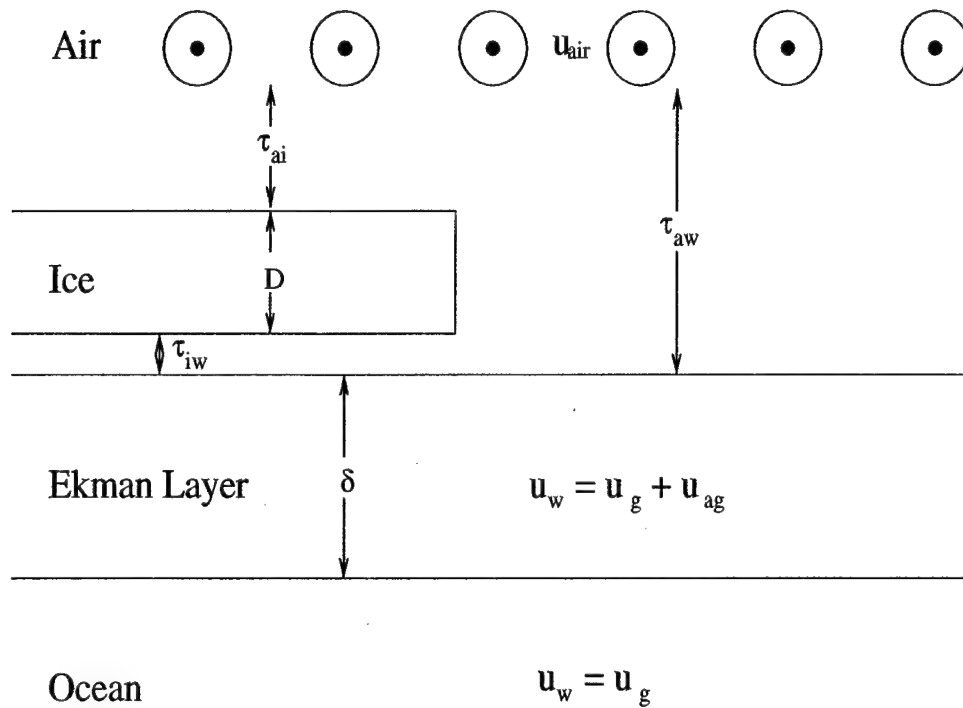 Air
u_air
τ_ai
τ_aw
Ice
D
τ_iw
Ekman Layer
δ
u_w = u_g + u_ag
Ocean
u_w = u_g